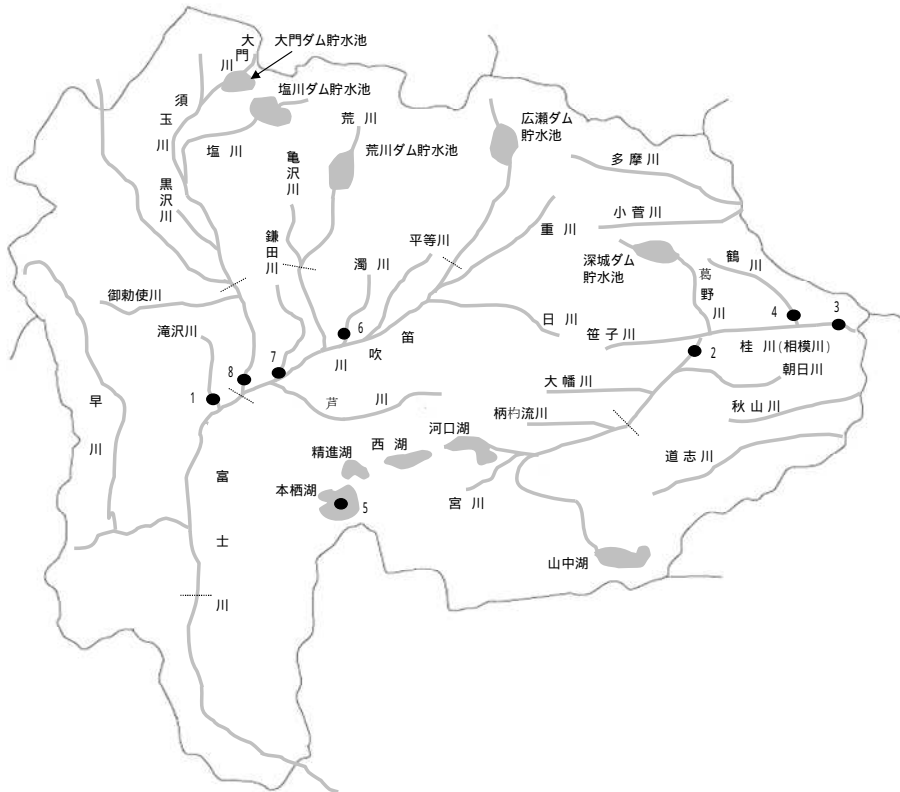 大門川
大門ダム貯水池
塩川ダム貯水池
須玉川
塩川
荒川
広瀬ダム
貯水池
亀沢川
荒川ダム貯水池
多摩川
黒沢川
小菅川
重川
鎌田川
平等川
鶴川
深城ダム
貯水池
濁川
葛野川
御勅使川
滝沢川
6
日川
笛吹川
笹子川
4
3
桂川(相模川)
2
7
8
朝日川
大幡川
1
芦川
早川
柄杓流川
秋山川
河口湖
西湖
精進湖
道志川
富士川
本栖湖
5
宮川
山中湖